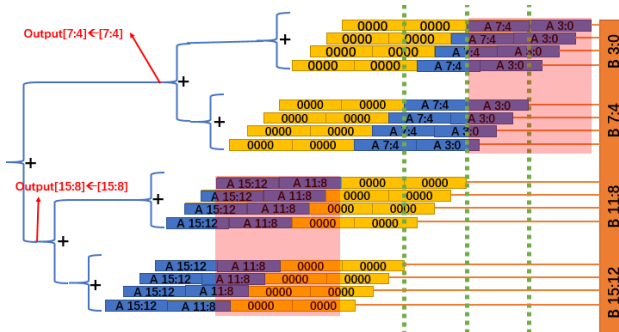 Output[7:4]←[7:4]
0000 0000 A 7:4 A 3:0
0000 0000 A 7:4 A 3:0
0000 0000 A 7:4 A 3:0
0000 0000 A 7:4 A 3:0
B 3:0
+
+
0000 0000 A 7:4 A 3:0
0000 0000 A 7:4 A 3:0
0000 0000 A 7:4 A 3:0
0000 0000 A 7:4 A 3:0
B 7:4
+
+
Output[15:8]←[15:8]
A 15:12 A 11:8 0000 0000
A 15:12 A 11:8 0000 0000
A 15:12 A 11:8 0000 0000
A 15:12 A 11:8 0000 0000
B 11:8
+
+
A 15:12 A 11:8 0000 0000
A 15:12 A 11:8 0000 0000
A 15:12 A 11:8 0000 0000
A 15:12 A 11:8 0000 0000
B 15:12
+